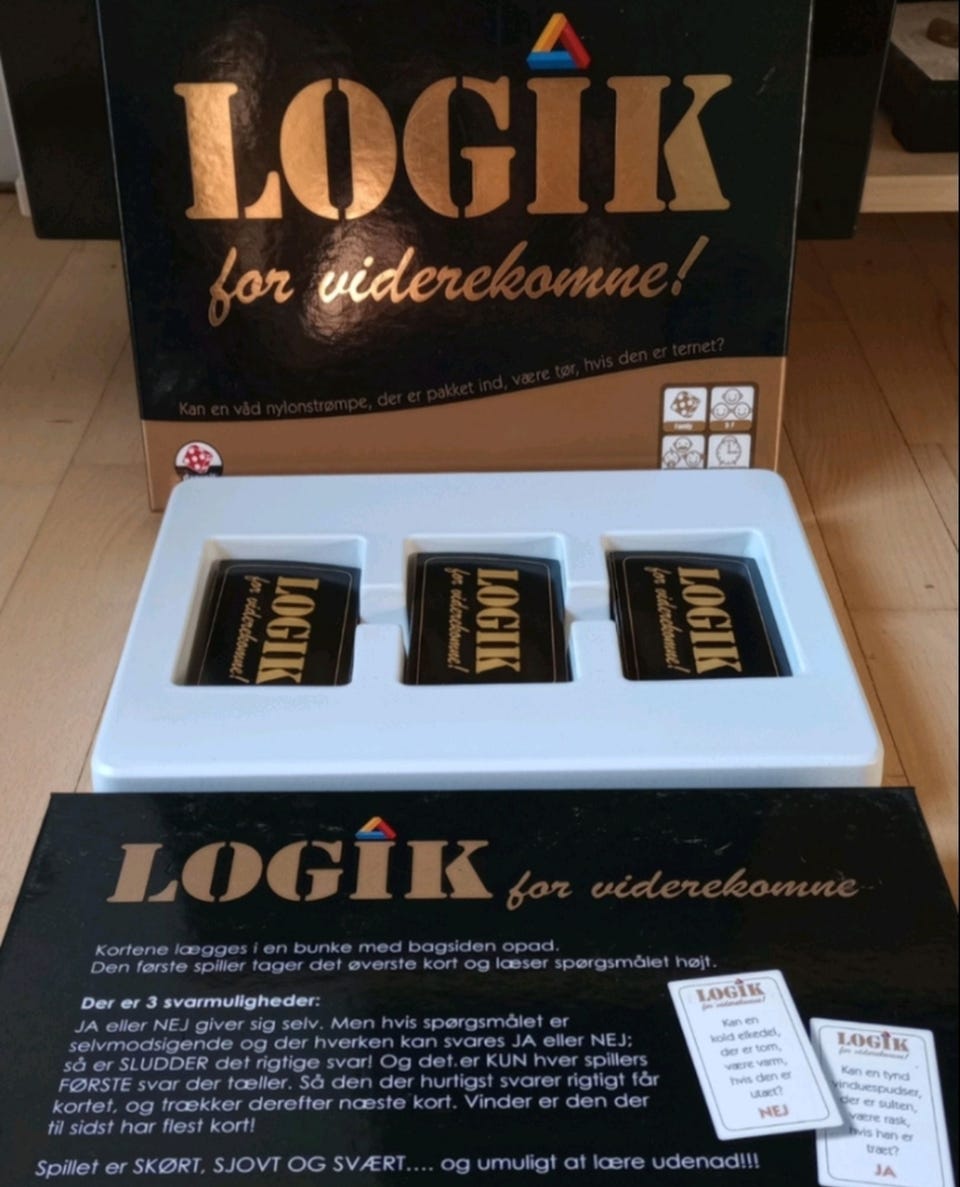 LOGIK
for viderekomne!
Kan en våd nylonstrømpe, der er pakket ind, være tør, hvis den er ternet?
Family
LOGIK
for viderekomne!
LOGIK
for viderekomne!
LOGIK
for viderekomne!
LOGIK for viderekomne
Kortene lægges i en bunke med bagsiden opad.
Den første spiller tager det øverste kort og læser spørgsmålet højt.
Der er 3 svarmuligheder:
JA eller NEJ giver sig selv. Men hvis spørgsmålet er
selvmodsigende og der hverken kan svares JA eller NEJ;
så er SLUDDER det rigtige svar! Og det er KUN hver spillers
FØRSTE svar der tæller. Så den der hurtigst svarer rigtigt får
kortet, og trækker derefter næste kort. Vinder er den der
til sidst har flest kort!
Spillet er SKØRT, SJOVT OG SVÆRT.... og umuligt at lære udenad!!!
LOGIK
for viderekomne!
Kan en
kold elkedel,
der er tom,
være varm,
hvis den er
utæt?
NEJ
LOGIK
for viderekomne!
Kan en tynd
vinduespudser,
der er sulten,
være rask,
hvis han er
træt?
JA